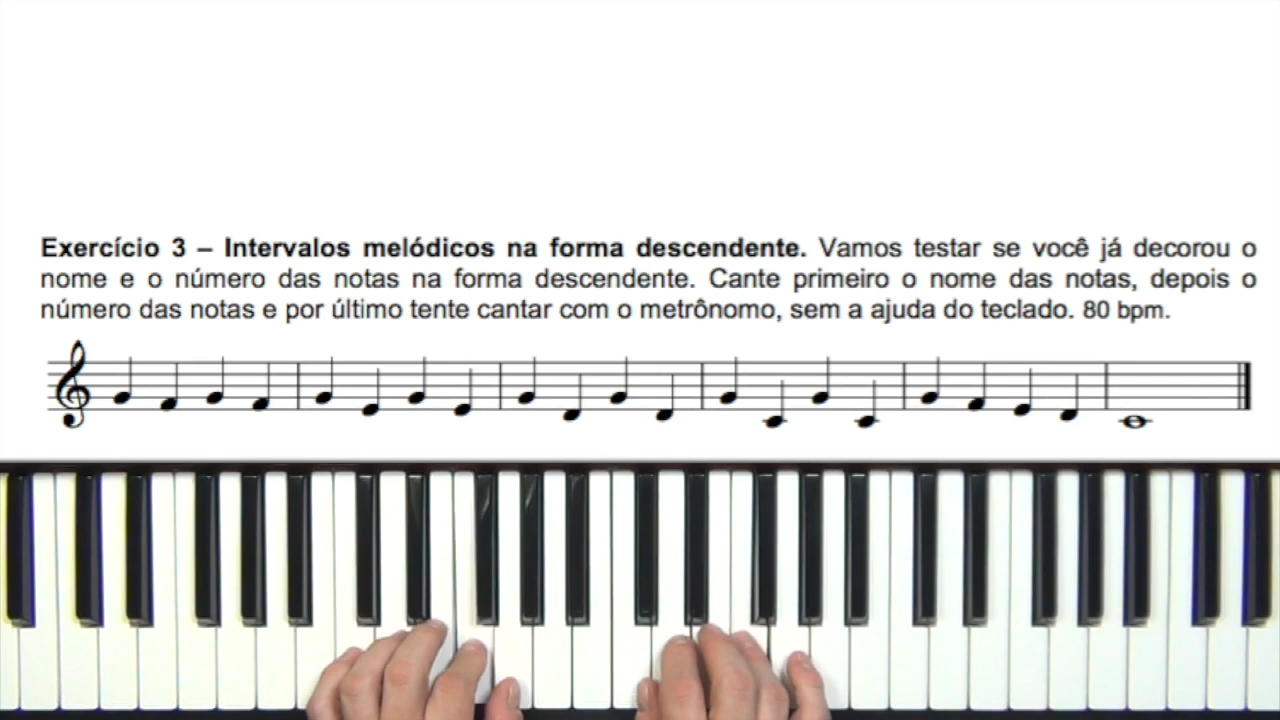 Exercício 3 – Intervalos melódicos na forma descendente. Vamos testar se você já decorou o
nome e o número das notas na forma descendente. Cante primeiro o nome das notas, depois o
número das notas e por último tente cantar com o metrônomo, sem a ajuda do teclado. 80 bpm.